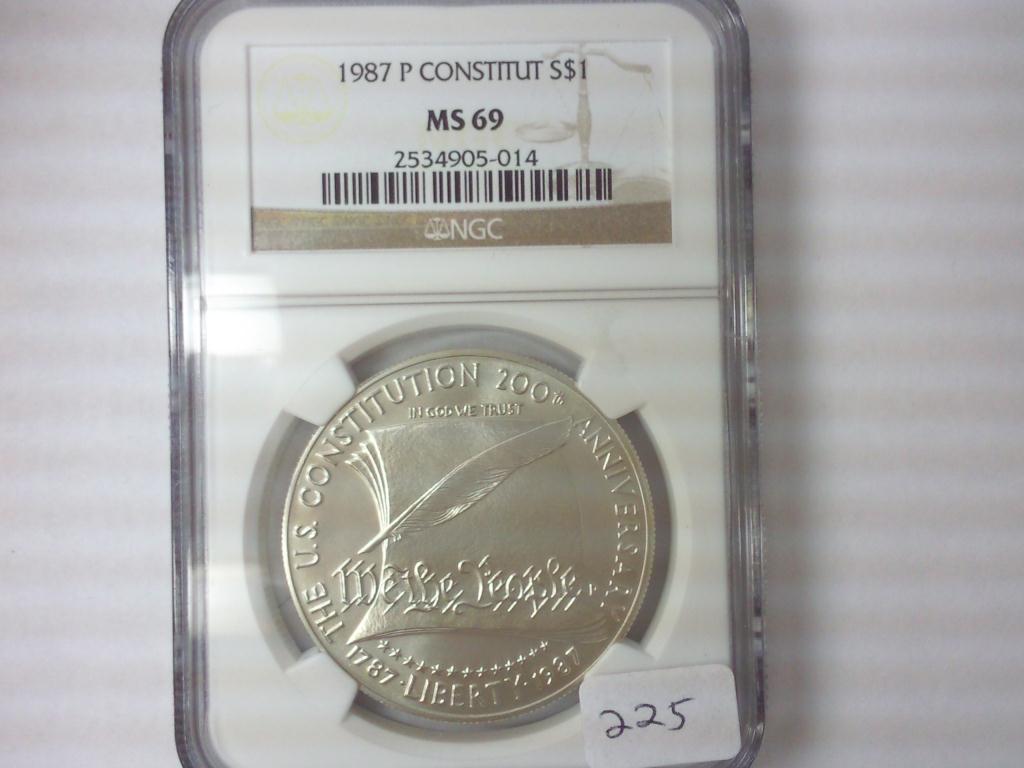 1987 P CONSTITUT S$1
MS 69
2534905-014
NGC
THE U.S. CONSTITUTION 200th ANNIVERSARY
IN GOD WE TRUST
We the People
1787 · LIBERTY · 1987
225